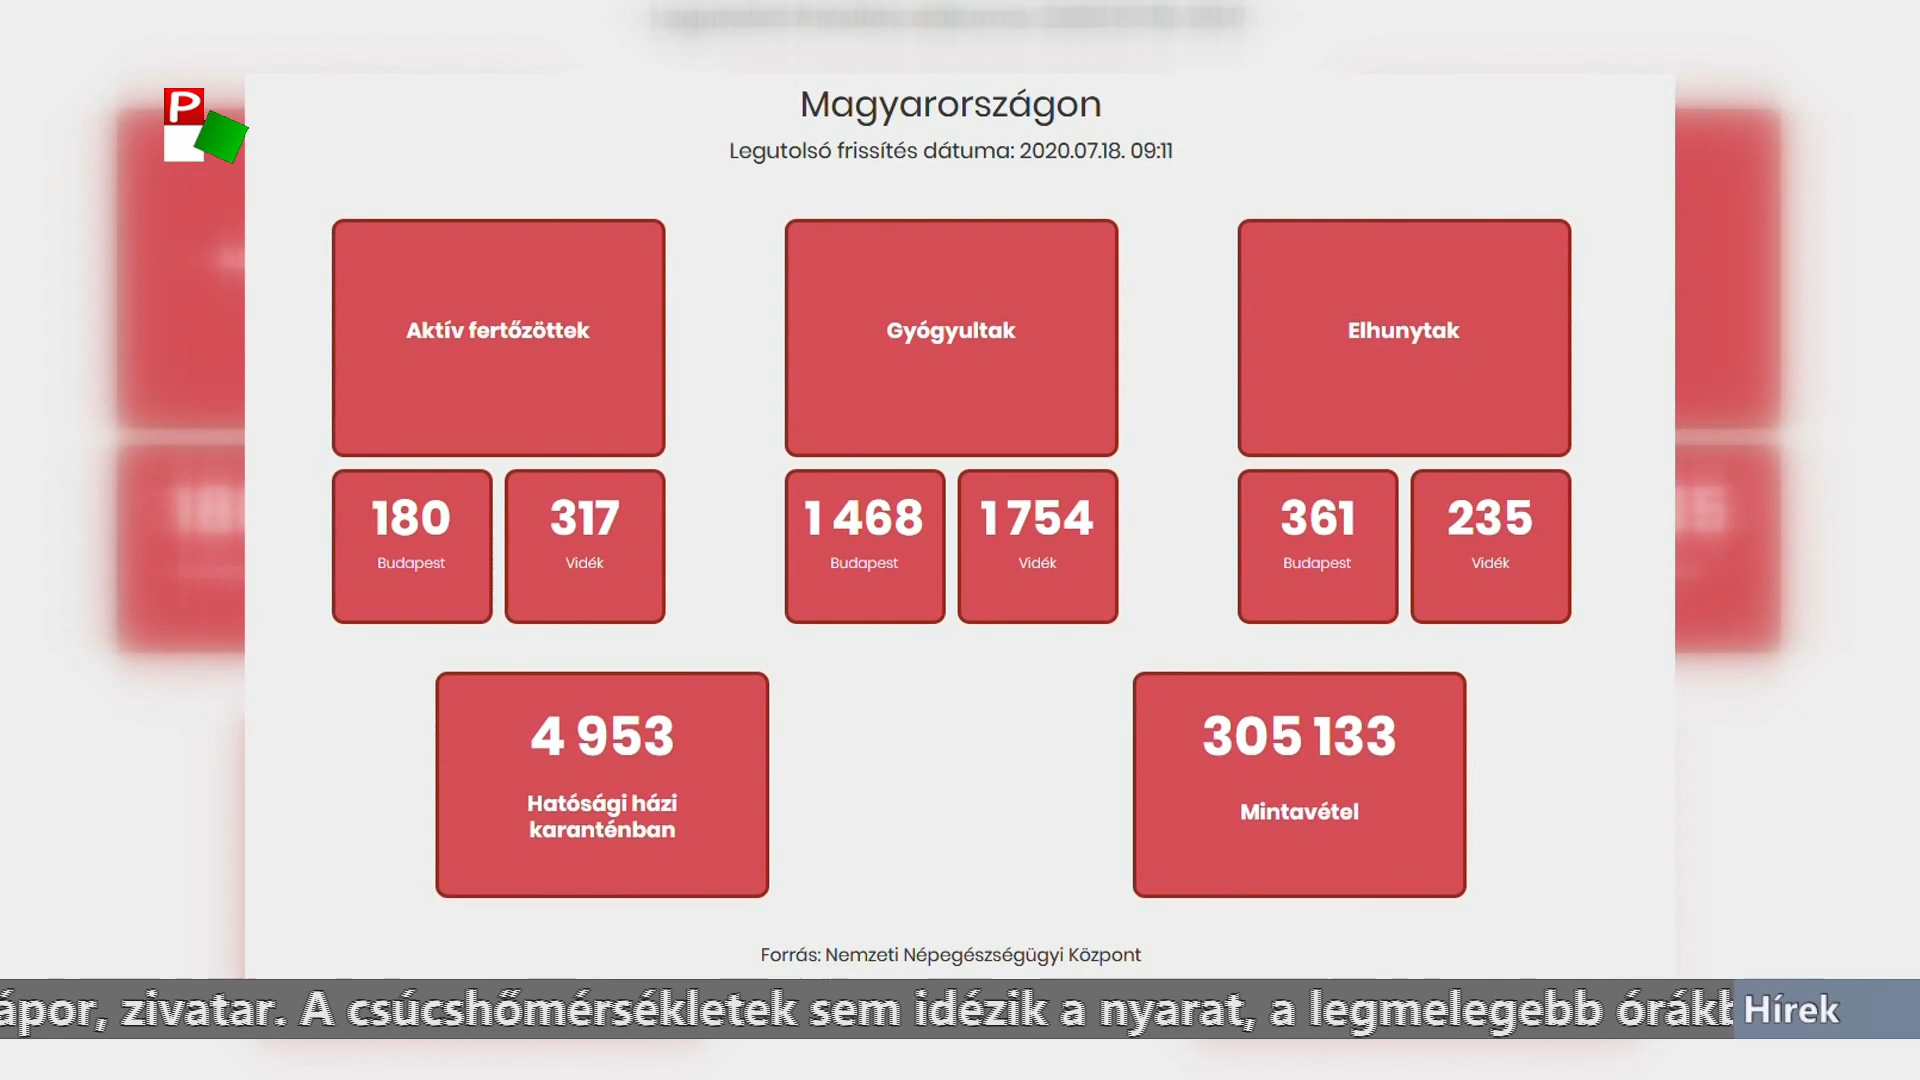 P
Magyarországon
Legutolsó frissítés dátuma: 2020.07.18. 09:11
Aktív fertőzöttek
Gyógyultak
Elhunytak
180
317
1 468
1 754
361
235
Budapest
Vidék
Budapest
Vidék
Budapest
Vidék
4 953
305 133
Hatósági házi
karanténban
Mintavétel
Forrás: Nemzeti Népegészségügyi Központ
zivatar. A csúcshőmérsékletek sem idézik a nyarat, a legmelegebb
Hírek